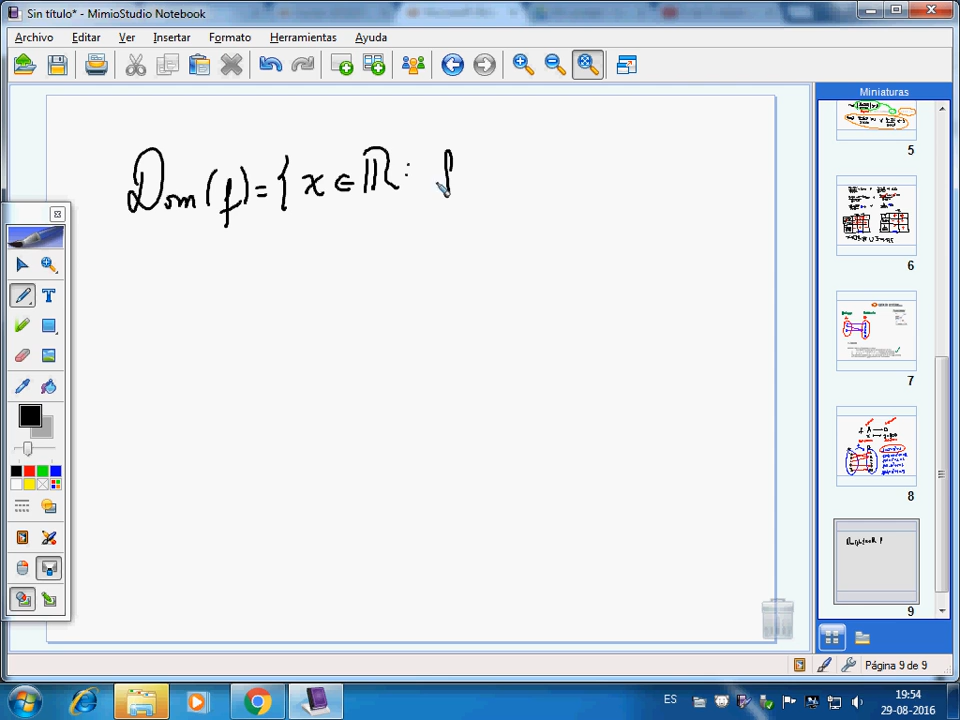 Sin título* - MimioStudio Notebook
Archivo Editar Ver Insertar Formato Herramientas Ayuda
Miniaturas
Dom(f) = { x ∈ ℝ : f
5
6
7
8
9
Página 9 de 9
ES
19:54
29-08-2016